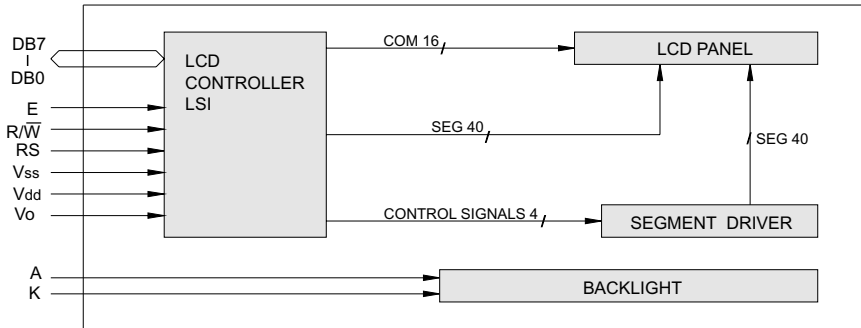 DB7
DB0
E
R/W̅
RS
Vss
Vdd
Vo
A
K
LCD
CONTROLLER
LSI
COM 16
SEG 40
CONTROL SIGNALS 4
LCD PANEL
SEG 40
SEGMENT DRIVER
BACKLIGHT